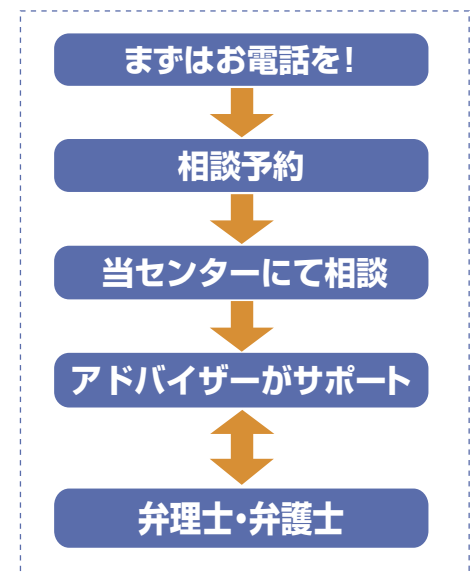 まずはお電話を!
相談予約
当センターにて相談
アドバイザーがサポート
弁理士・弁護士